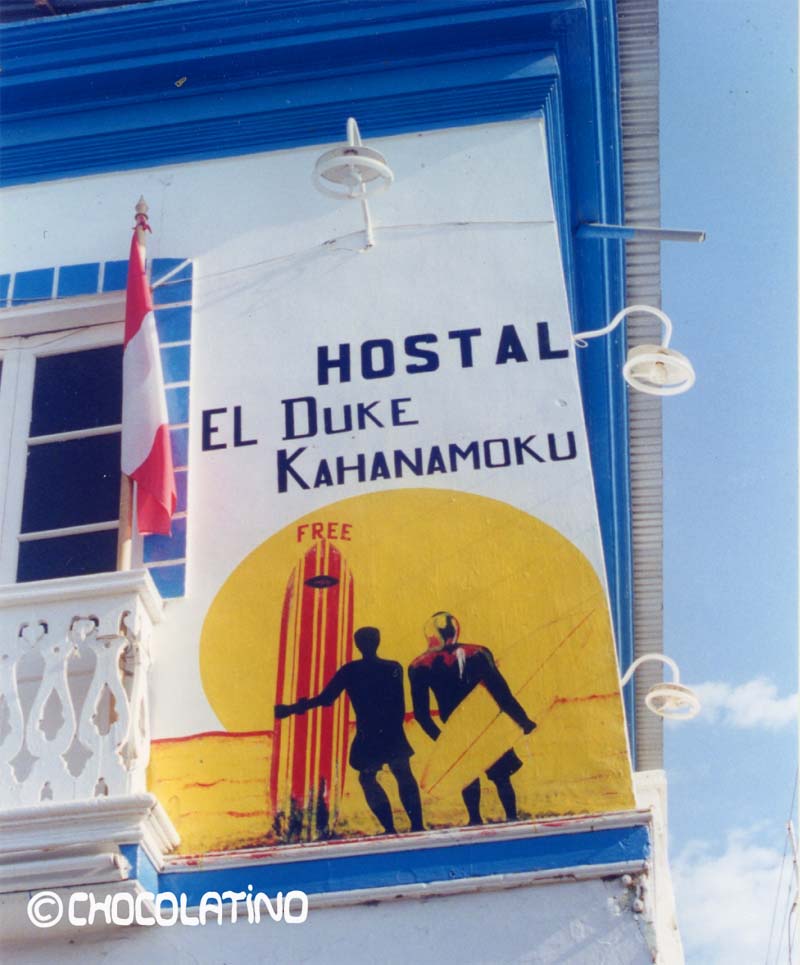 HOSTAL
EL DUKE
KAHANAMOKU
FREE
©CHOCOLATINO